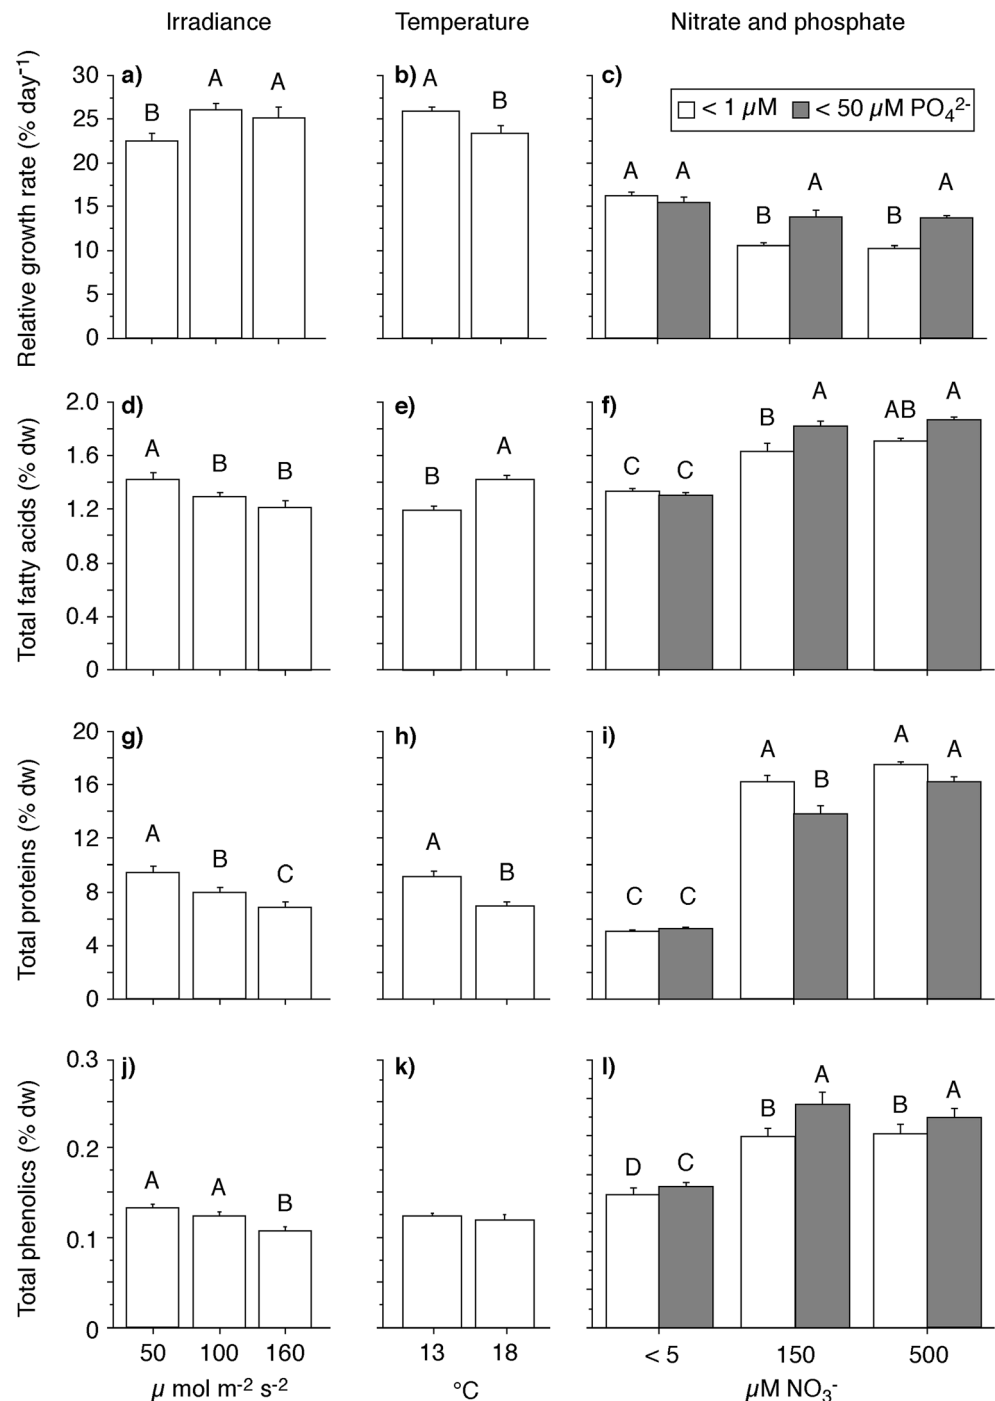 Irradiance Temperature Nitrate and phosphate
Relative growth rate (% day⁻¹)
30
25
20
15
10
5
0
a)
B A A
b)
A B
c)
< 1 µM < 50 µM PO₄²⁻
A A B A B A
Total fatty acids (% dw)
2.0
1.6
1.2
0.8
0.4
0
d)
A B B
e)
B A
f)
C C B A AB A
Total proteins (% dw)
20
16
12
8
4
0
g)
A B C
h)
A B
i)
C C A B A A
Total phenolics (% dw)
0.3
0.2
0.1
0
j)
A A B
k)
l)
D C B A B A
50 100 160
µ mol m⁻² s⁻²
13 18
°C
< 5 150 500
µM NO₃⁻